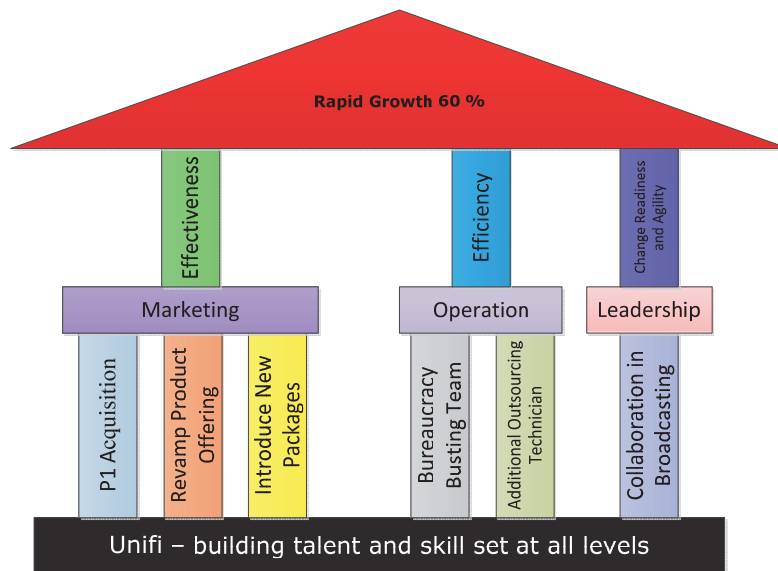 Rapid Growth 60 %
Effectiveness
Efficiency
Change Readiness
and Agility
Marketing
Operation
Leadership
P1 Acquisition
Revamp Product
Offering
Introduce New
Packages
Bureaucracy
Busting Team
Additional Outsourcing
Technician
Collaboration in
Broadcasting
Unifi – building talent and skill set at all levels